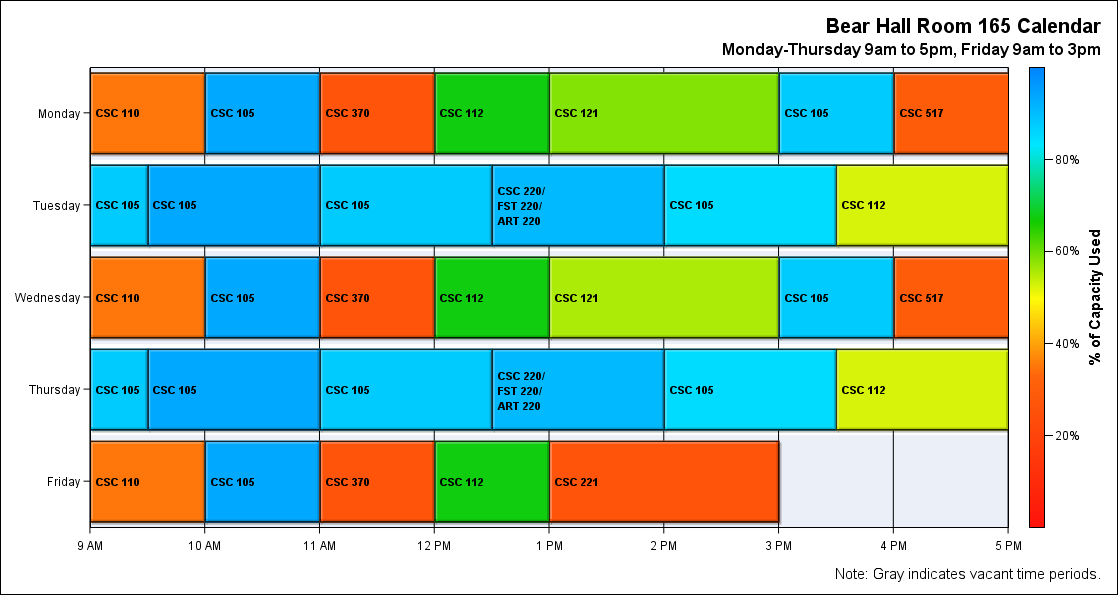 Bear Hall Room 165 Calendar
Monday-Thursday 9am to 5pm, Friday 9am to 3pm
Monday
CSC 110
CSC 105
CSC 370
CSC 112
CSC 121
CSC 105
CSC 517
Tuesday
CSC 105
CSC 105
CSC 105
CSC 220/
FST 220/
ART 220
CSC 105
CSC 112
Wednesday
CSC 110
CSC 105
CSC 370
CSC 112
CSC 121
CSC 105
CSC 517
Thursday
CSC 105
CSC 105
CSC 105
CSC 220/
FST 220/
ART 220
CSC 105
CSC 112
Friday
CSC 110
CSC 105
CSC 370
CSC 112
CSC 221
9 AM
10 AM
11 AM
12 PM
1 PM
2 PM
3 PM
4 PM
5 PM
80%
60%
40%
20%
% of Capacity Used
Note: Gray indicates vacant time periods.